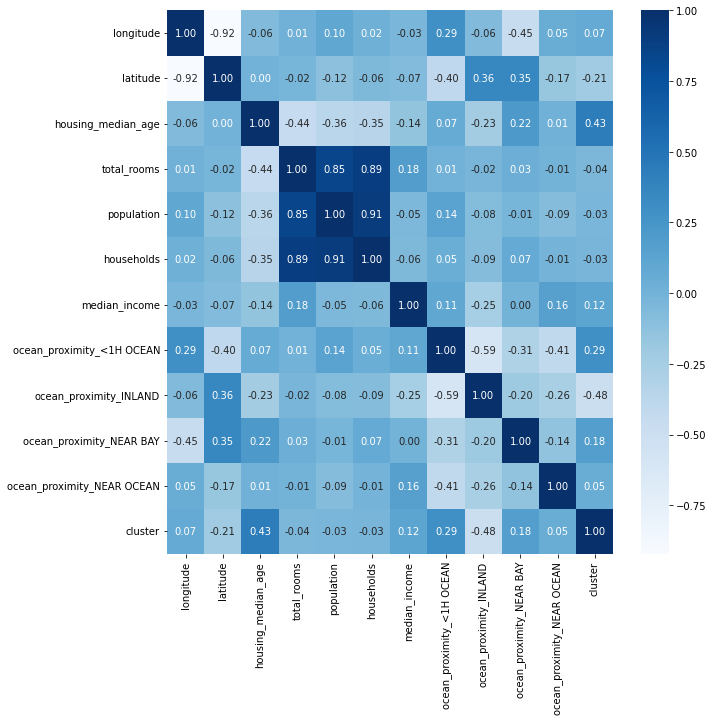 longitude 1.00 -0.92 -0.06 0.01 0.10 0.02 -0.03 0.29 -0.06 -0.45 0.05 0.07
latitude -0.92 1.00 0.00 -0.02 -0.12 -0.06 -0.07 -0.40 0.36 0.35 -0.17 -0.21
housing_median_age -0.06 0.00 1.00 -0.44 -0.36 -0.35 -0.14 0.07 -0.23 0.22 0.01 0.43
total_rooms 0.01 -0.02 -0.44 1.00 0.85 0.89 0.18 0.01 -0.02 0.03 -0.01 -0.04
population 0.10 -0.12 -0.36 0.85 1.00 0.91 -0.05 0.14 -0.08 -0.01 -0.09 -0.03
households 0.02 -0.06 -0.35 0.89 0.91 1.00 -0.06 0.05 -0.09 0.07 -0.01 -0.03
median_income -0.03 -0.07 -0.14 0.18 -0.05 -0.06 1.00 0.11 -0.25 0.00 0.16 0.12
ocean_proximity_<1H OCEAN 0.29 -0.40 0.07 0.01 0.14 0.05 0.11 1.00 -0.59 -0.31 -0.41 0.29
ocean_proximity_INLAND -0.06 0.36 -0.23 -0.02 -0.08 -0.09 -0.25 -0.59 1.00 -0.20 -0.26 -0.48
ocean_proximity_NEAR BAY -0.45 0.35 0.22 0.03 -0.01 0.07 0.00 -0.31 -0.20 1.00 -0.14 0.18
ocean_proximity_NEAR OCEAN 0.05 -0.17 0.01 -0.01 -0.09 -0.01 0.16 -0.41 -0.26 -0.14 1.00 0.05
cluster 0.07 -0.21 0.43 -0.04 -0.03 -0.03 0.12 0.29 -0.48 0.18 0.05 1.00
longitude
latitude
housing_median_age
total_rooms
population
households
median_income
ocean_proximity_<1H OCEAN
ocean_proximity_INLAND
ocean_proximity_NEAR BAY
ocean_proximity_NEAR OCEAN
cluster
1.00
0.75
0.50
0.25
0.00
−0.25
−0.50
−0.75